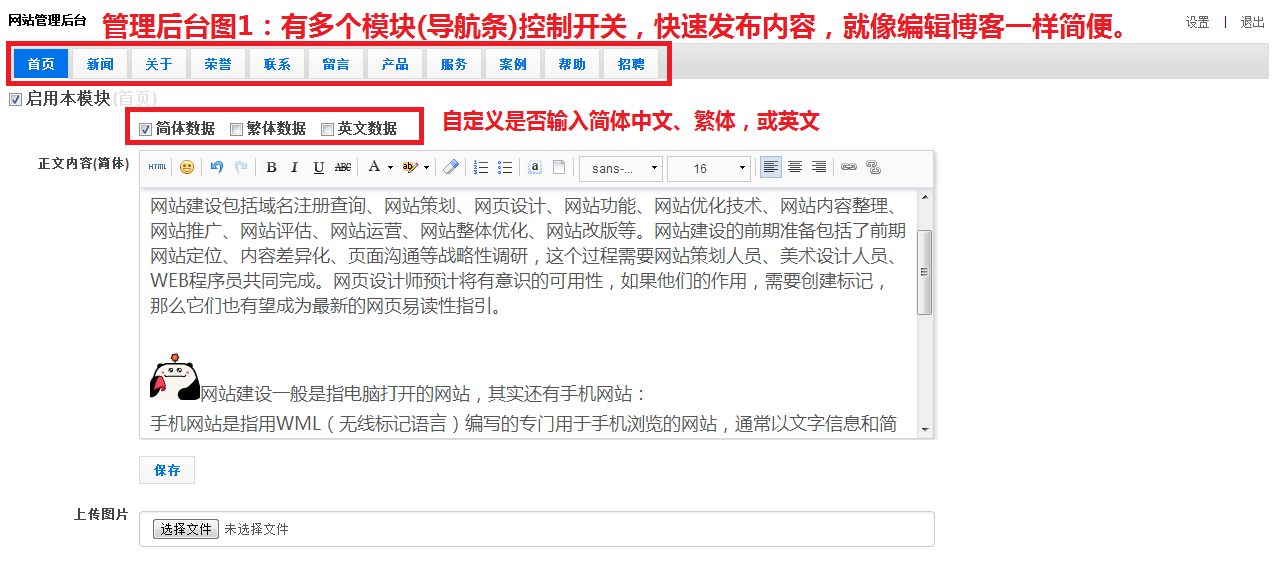 网站管理后台
管理后台图1：有多个模块(导航条)控制开关，快速发布内容，就像编辑博客一样简便。
设置 | 退出
首页 新闻 关于 荣誉 联系 留言 产品 服务 案例 帮助 招聘
启用本模块(首页)
简体数据 繁体数据 英文数据
自定义是否输入简体中文、繁体，或英文
正文内容(简体)
HTML B I U ABC A ab a sans-... 16
网站建设包括域名注册查询、网站策划、网页设计、网站功能、网站优化技术、网站内容整理、
网站推广、网站评估、网站运营、网站整体优化、网站改版等。网站建设的前期准备包括了前期
网站定位、内容差异化、页面沟通等战略性调研，这个过程需要网站策划人员、美术设计人员、
WEB程序员共同完成。网页设计师预计将有意识的可用性，如果他们的作用，需要创建标记，
那么它们也有望成为最新的网页易读性指引。
网站建设一般是指电脑打开的网站，其实还有手机网站：
手机网站是指用WML（无线标记语言）编写的专门用于手机浏览的网站，通常以文字信息和简
保存
上传图片
选择文件 未选择文件